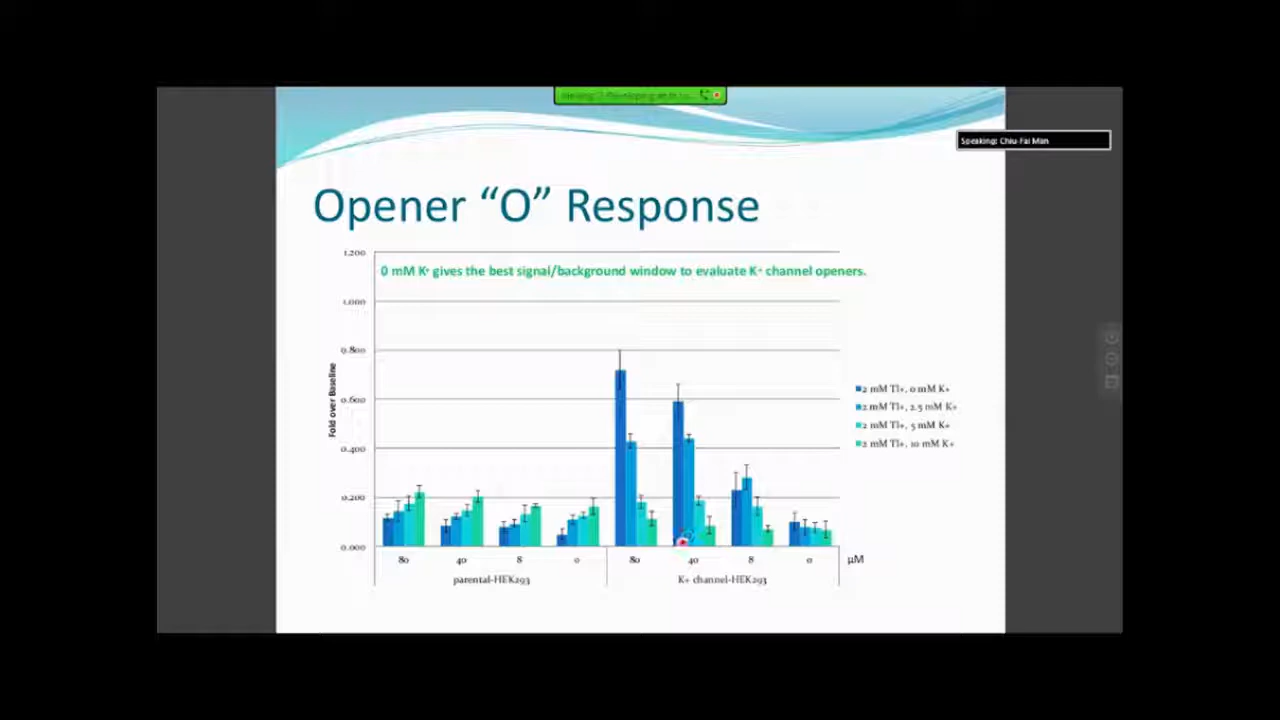 Speaking: Chiu-Fai Man
Opener “O” Response
0 mM K+ gives the best signal/background window to evaluate K+ channel openers.
Fold over Baseline
1.200
1.000
0.800
0.600
0.400
0.200
0.000
80 40 8 0 80 40 8 0 µM
parental-HEK293 K+ channel-HEK293
2 mM Tl+, 0 mM K+
2 mM Tl+, 2.5 mM K+
2 mM Tl+, 5 mM K+
2 mM Tl+, 10 mM K+